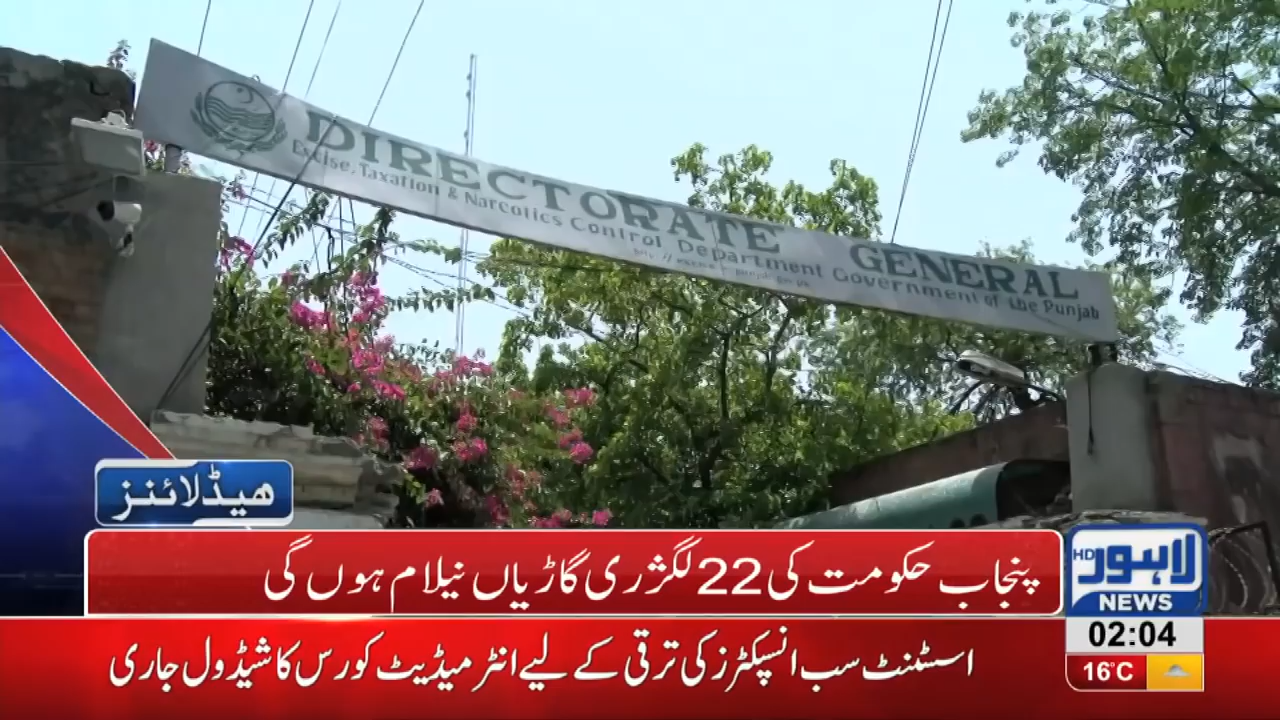 DIRECTORATE GENERAL
Excise, Taxation & Narcotics Control Department Government of the Punjab
ہیڈلائنز
پنجاب حکومت کی 22 لگژری گاڑیاں نیلام ہوں گی
لاہور HD
NEWS
02:04
اسسٹنٹ سب انسپکٹرز کی ترقی کے لیے انٹرمیڈیٹ کورس کا شیڈول جاری
16°C